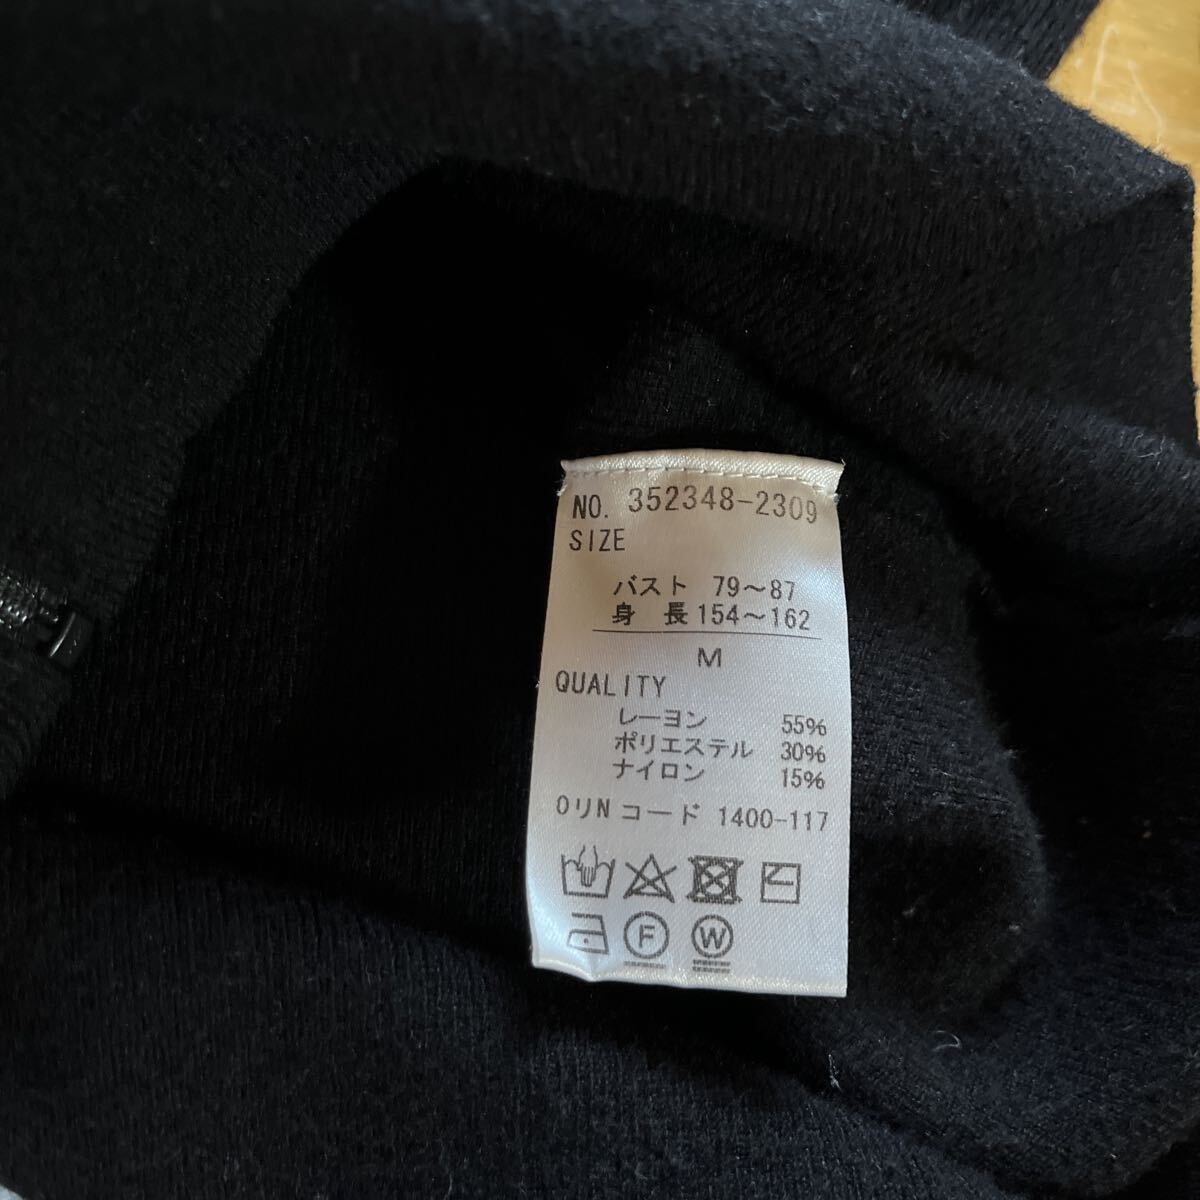 NO. 352348-2309
SIZE
バスト 79〜87
身 長 154〜162
M
QUALITY
レーヨン 55%
ポリエステル 30%
ナイロン 15%
OリN コード 1400-117
F W